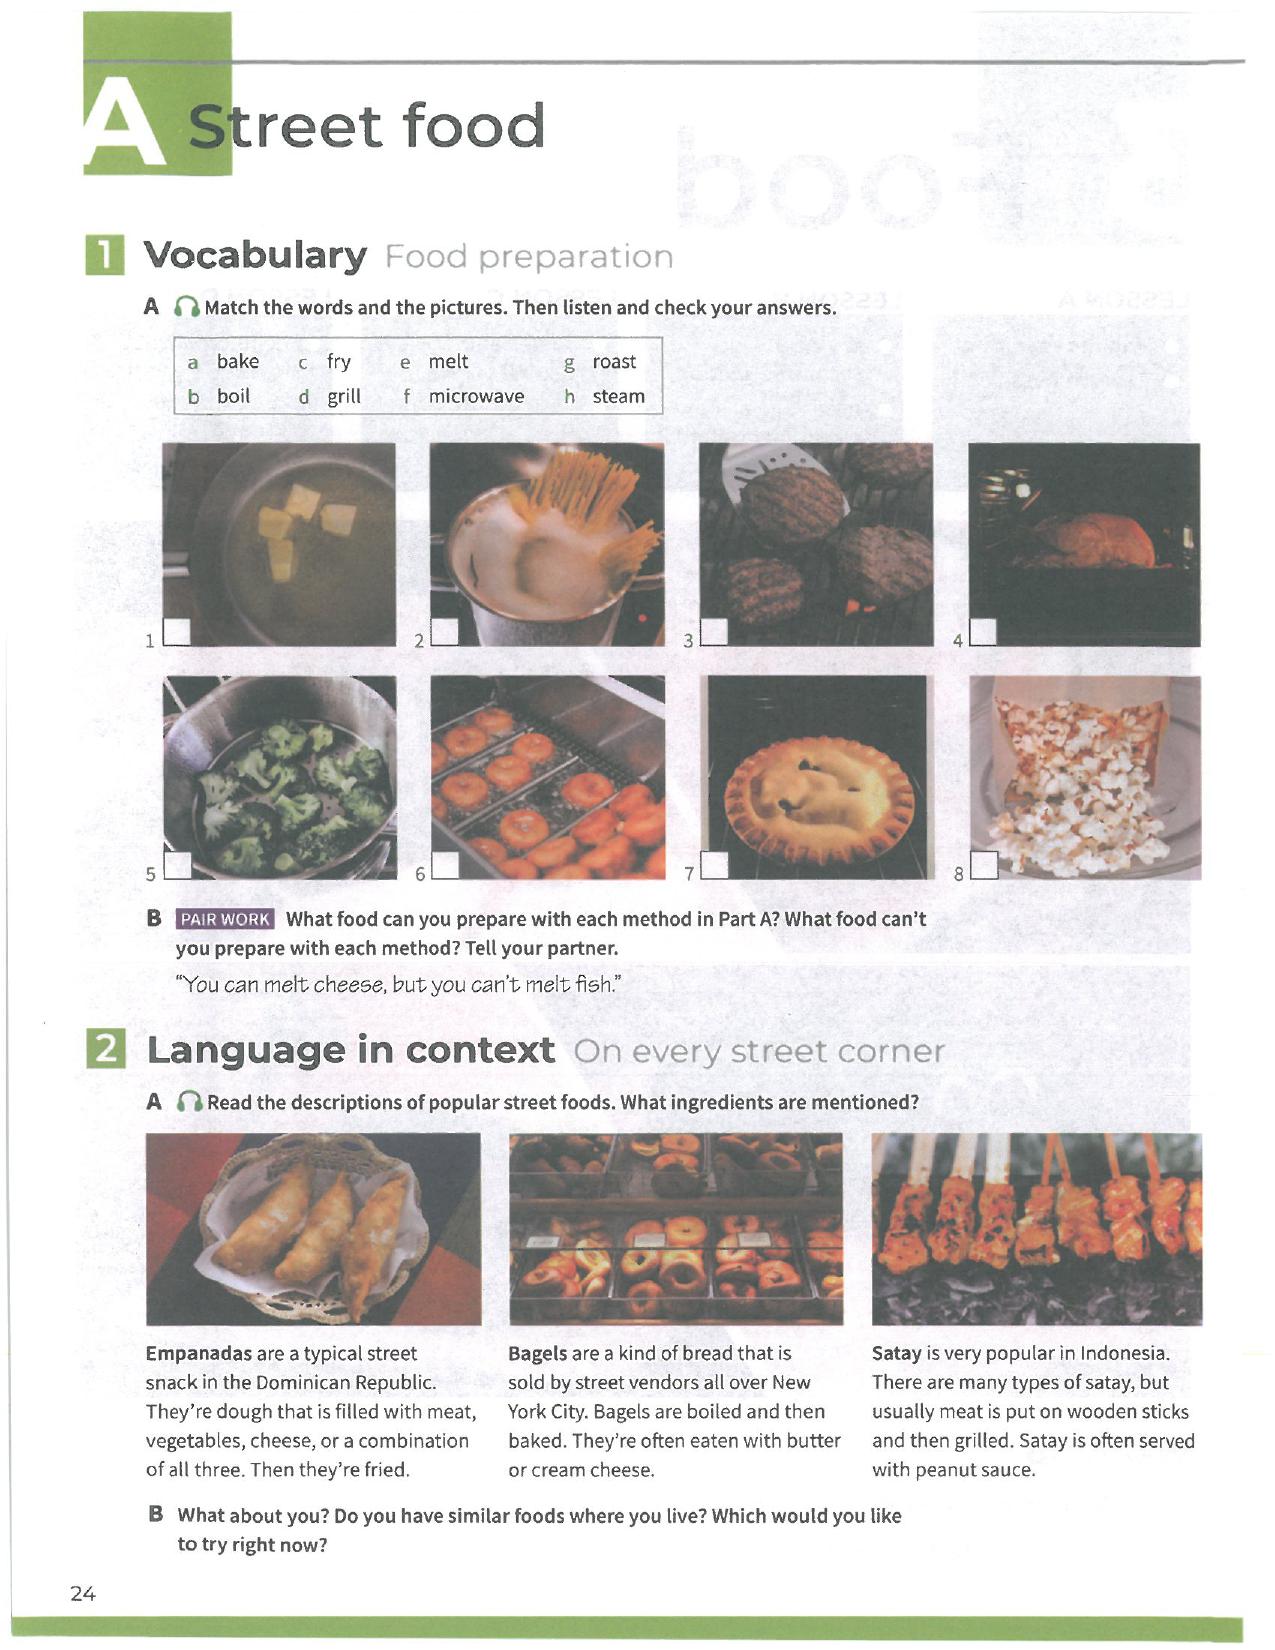 A Street food
1 Vocabulary Food preparation
A Match the words and the pictures. Then listen and check your answers.
a bake c fry e melt g roast
b boil d grill f microwave h steam
1 2 3 4
5 6 7 8
B PAIR WORK What food can you prepare with each method in Part A? What food can't
you prepare with each method? Tell your partner.
"You can melt cheese, but you can't melt fish."
2 Language in context On every street corner
A Read the descriptions of popular street foods. What ingredients are mentioned?
Empanadas are a typical street
snack in the Dominican Republic.
They're dough that is filled with meat,
vegetables, cheese, or a combination
of all three. Then they're fried.
Bagels are a kind of bread that is
sold by street vendors all over New
York City. Bagels are boiled and then
baked. They're often eaten with butter
or cream cheese.
Satay is very popular in Indonesia.
There are many types of satay, but
usually meat is put on wooden sticks
and then grilled. Satay is often served
with peanut sauce.
B What about you? Do you have similar foods where you live? Which would you like
to try right now?
24